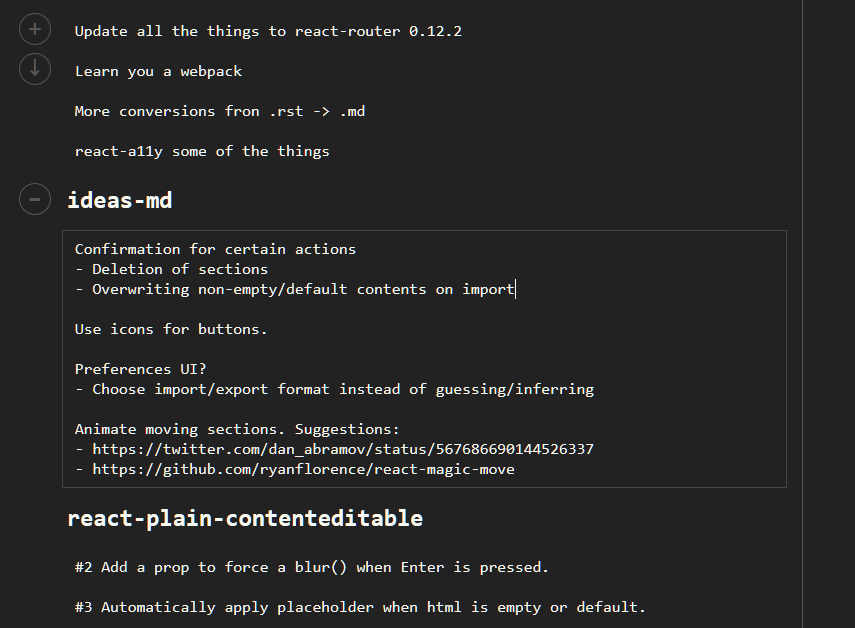 Update all the things to react-router 0.12.2
Learn you a webpack
More conversions fron .rst -> .md
react-a11y some of the things
ideas-md
Confirmation for certain actions
- Deletion of sections
- Overwriting non-empty/default contents on import
Use icons for buttons.
Preferences UI?
- Choose import/export format instead of guessing/inferring
Animate moving sections. Suggestions:
- https://twitter.com/dan_abramov/status/567686690144526337
- https://github.com/ryanflorence/react-magic-move
react-plain-contenteditable
#2 Add a prop to force a blur() when Enter is pressed.
#3 Automatically apply placeholder when html is empty or default.